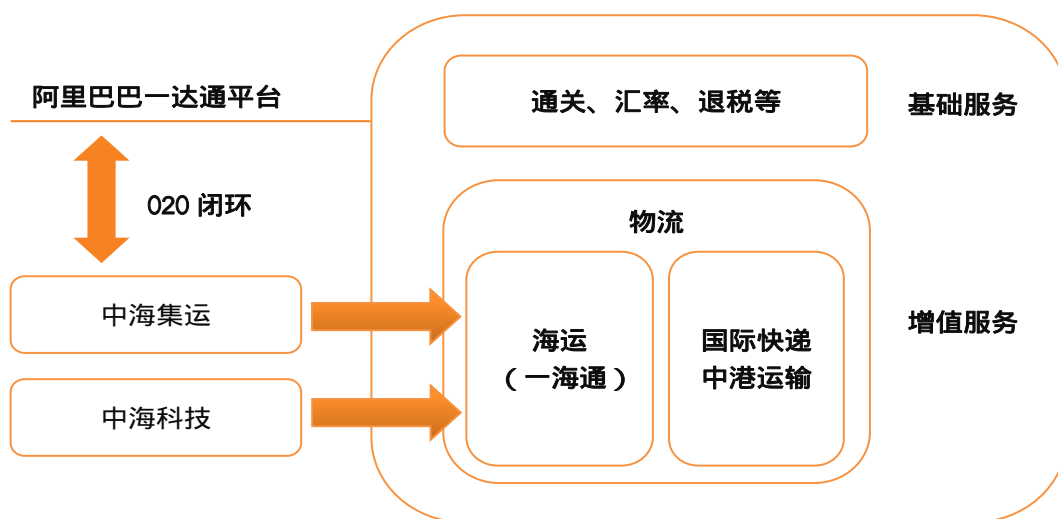 阿里巴巴一达通平台
O2O 闭环
中海集运
中海科技
通关、汇率、退税等
基础服务
物流
海运
（一海通）
国际快递
中港运输
增值服务